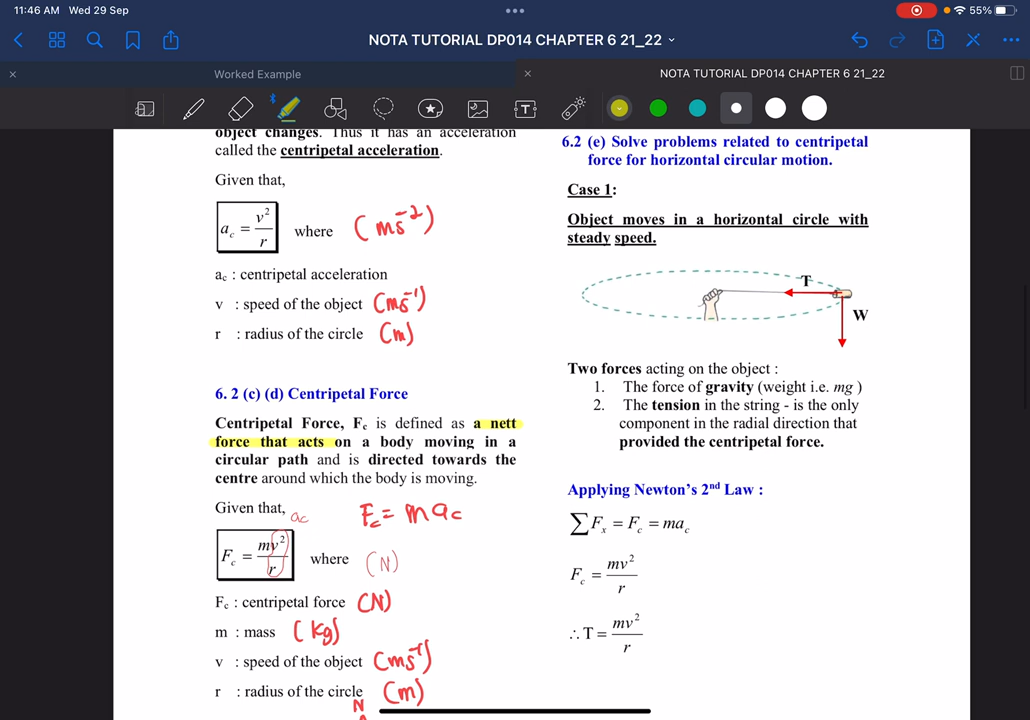 11:46 AM Wed 29 Sep
55%
NOTA TUTORIAL DP014 CHAPTER 6 21_22
Worked Example
NOTA TUTORIAL DP014 CHAPTER 6 21_22
object changes. Thus it has an acceleration
called the centripetal acceleration.
Given that,
a_c = v²/r where (ms⁻²)
a_c : centripetal acceleration
v : speed of the object (ms⁻¹)
r : radius of the circle (m)
6. 2 (c) (d) Centripetal Force
Centripetal Force, F_c is defined as a nett
force that acts on a body moving in a
circular path and is directed towards the
centre around which the body is moving.
Given that, a_c F_c = m a_c
F_c = mv²/r where (N)
F_c : centripetal force (N)
m : mass (kg)
v : speed of the object (ms⁻¹)
r : radius of the circle (m)
N
6.2 (e) Solve problems related to centripetal
force for horizontal circular motion.
Case 1:
Object moves in a horizontal circle with
steady speed.
T
W
Two forces acting on the object :
1. The force of gravity (weight i.e. mg )
2. The tension in the string - is the only
component in the radial direction that
provided the centripetal force.
Applying Newton's 2nd Law :
∑F_x = F_c = ma_c
F_c = mv²/r
∴ T = mv²/r